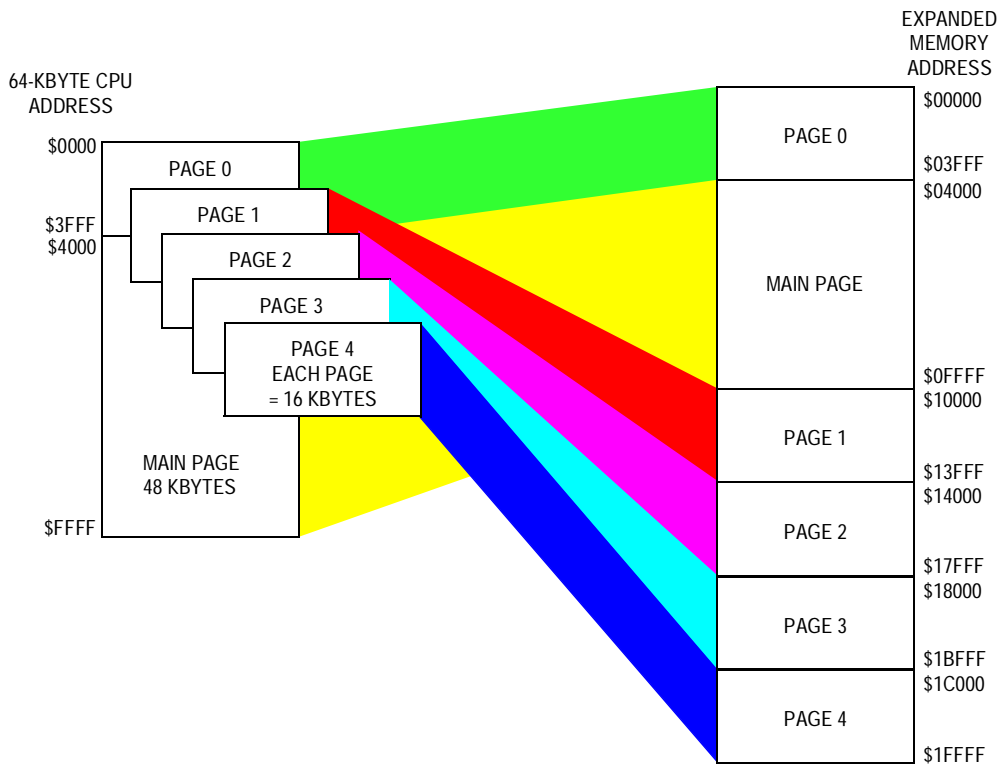 64-KBYTE CPU
ADDRESS
$0000
$3FFF
$4000
$FFFF
PAGE 0
PAGE 1
PAGE 2
PAGE 3
PAGE 4
EACH PAGE
= 16 KBYTES
MAIN PAGE
48 KBYTES
EXPANDED
MEMORY
ADDRESS
PAGE 0
$00000
$03FFF
$04000
MAIN PAGE
$0FFFF
$10000
PAGE 1
$13FFF
$14000
PAGE 2
$17FFF
$18000
PAGE 3
$1BFFF
$1C000
PAGE 4
$1FFFF